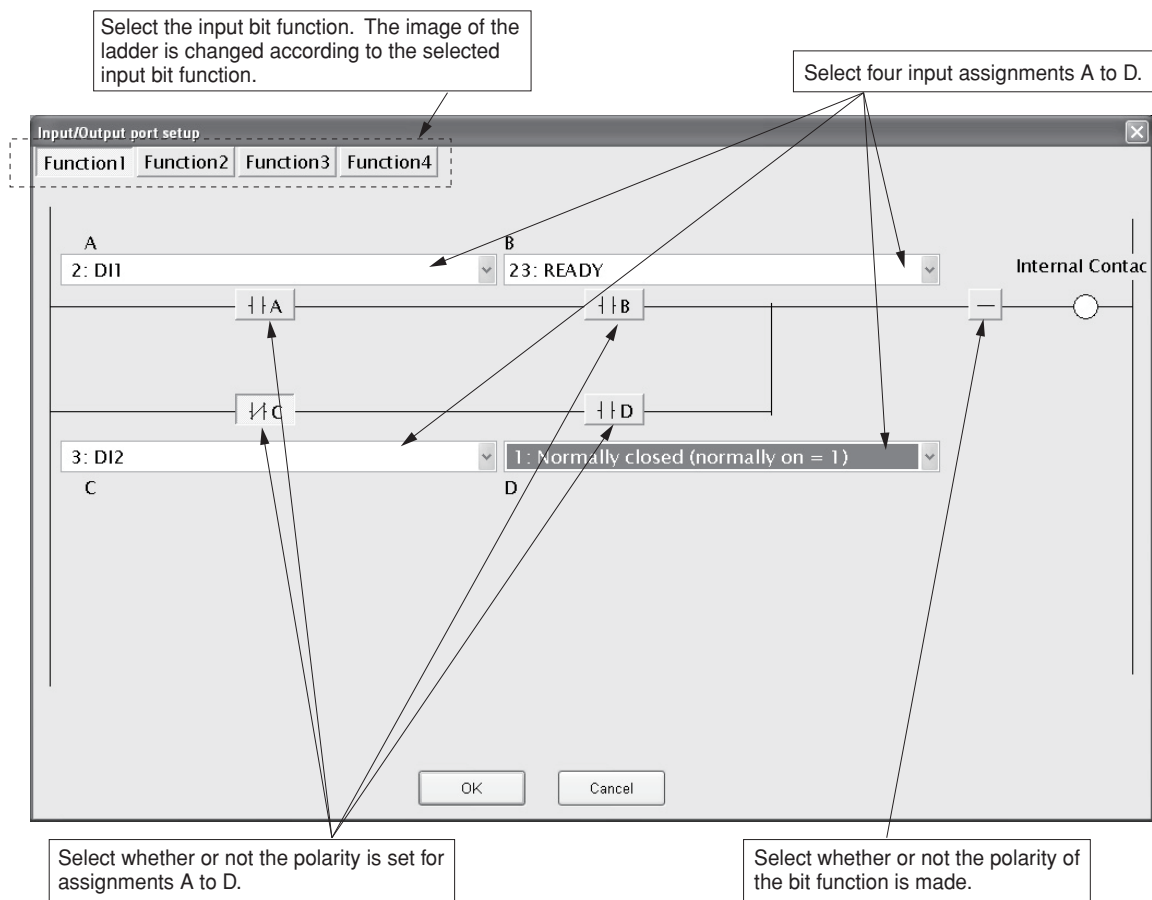 Select the input bit function.  The image of the
ladder is changed according to the selected
input bit function.
Select four input assignments A to D.
Input/Output port setup
Function1 Function2 Function3 Function4
A
B
2: DI1
23: READY
Internal Contac
A
B
C
D
3: DI2
1: Normally closed (normally on = 1)
C
D
OK
Cancel
Select whether or not the polarity is set for
assignments A to D.
Select whether or not the polarity of
the bit function is made.